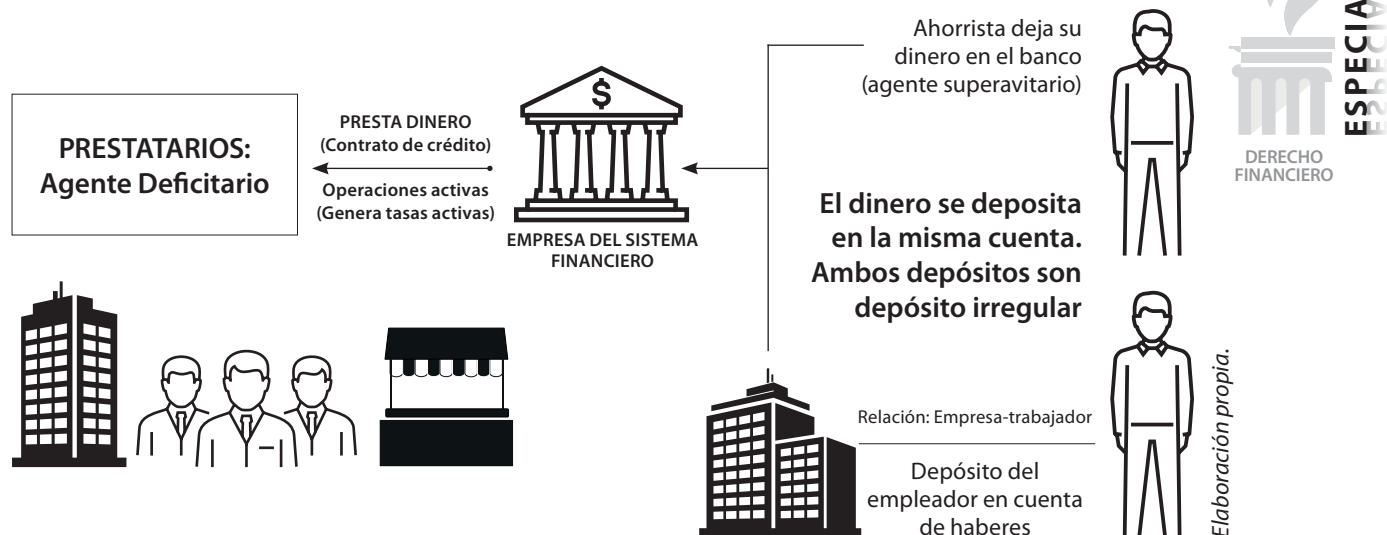 PRESTATARIOS:
Agente Deficitario
PRESTA DINERO
(Contrato de crédito)
Operaciones activas
(Genera tasas activas)
$
EMPRESA DEL SISTEMA
FINANCIERO
Ahorrista deja su
dinero en el banco
(agente superavitario)
El dinero se deposita
en la misma cuenta.
Ambos depósitos son
depósito irregular
Relación: Empresa-trabajador
Depósito del
empleador en cuenta
de haberes
Elaboración propia.
DERECHO
FINANCIERO